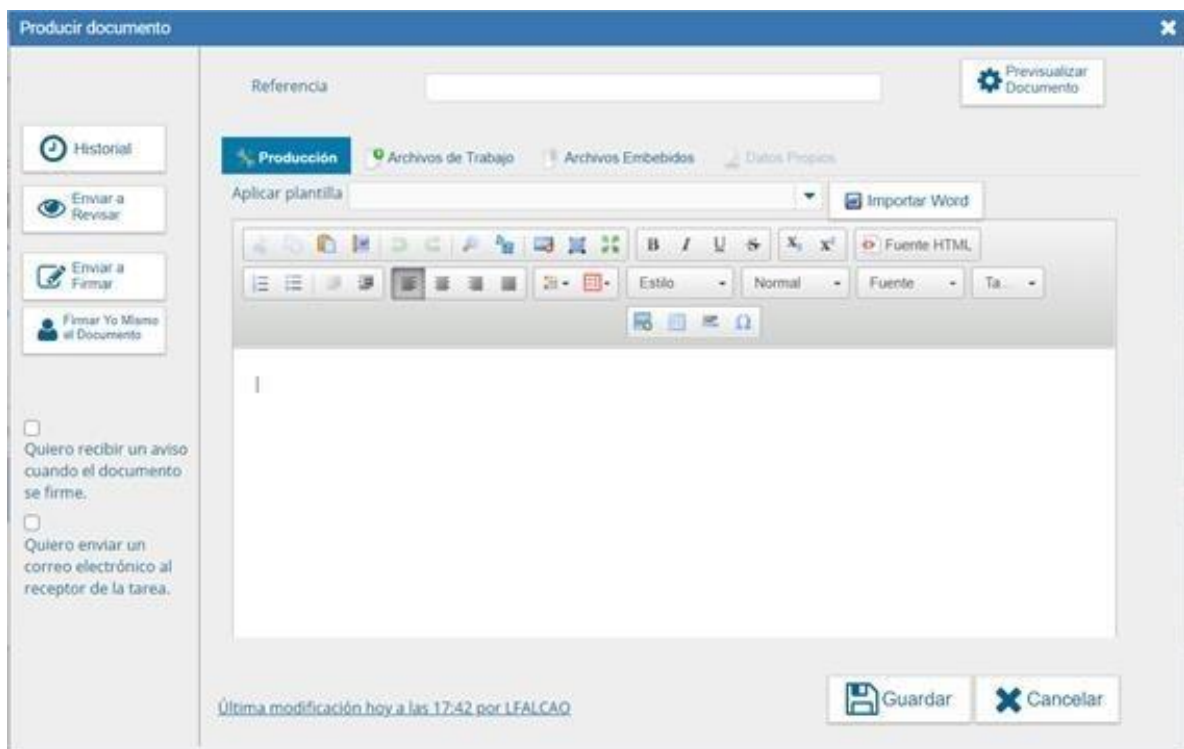 Producir documento
Referencia
Previsualizar
Documento
Historial
Enviar a
Revisar
Enviar a
Firmar
Firmar Yo Mismo
el Documento
Quiero recibir un aviso
cuando el documento
se firme.
Quiero enviar un
correo electrónico al
receptor de la tarea.
Producción Archivos de Trabajo Archivos Embebidos Datos Propios
Aplicar plantilla Importar Word
B I U S X₂ X² Fuente HTML
Estilo Normal Fuente Ta...
Ω
Última modificación hoy a las 17:42 por LFALCAO
Guardar Cancelar